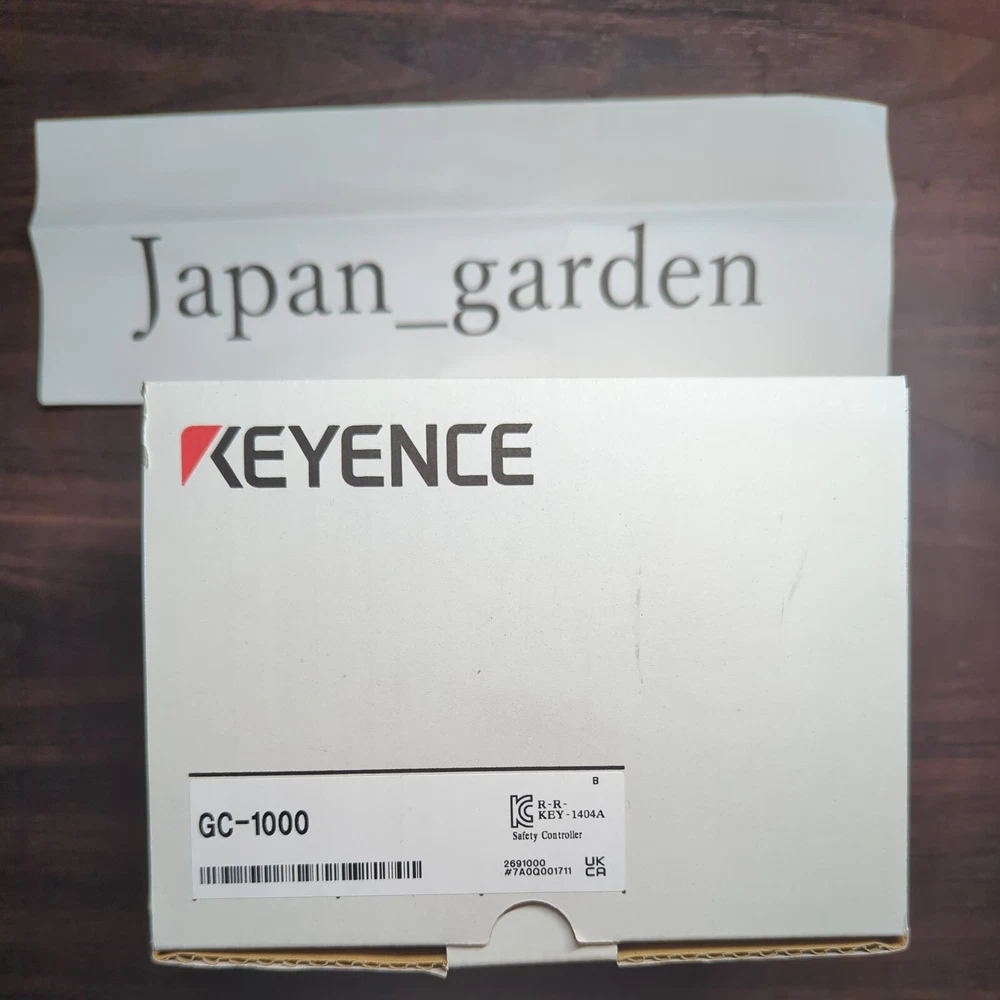 Japan_garden
KEYENCE
B
GC-1000
R-R-
KEY-1404A
Safety Controller
2691000
#7A0Q001711
UK
CA